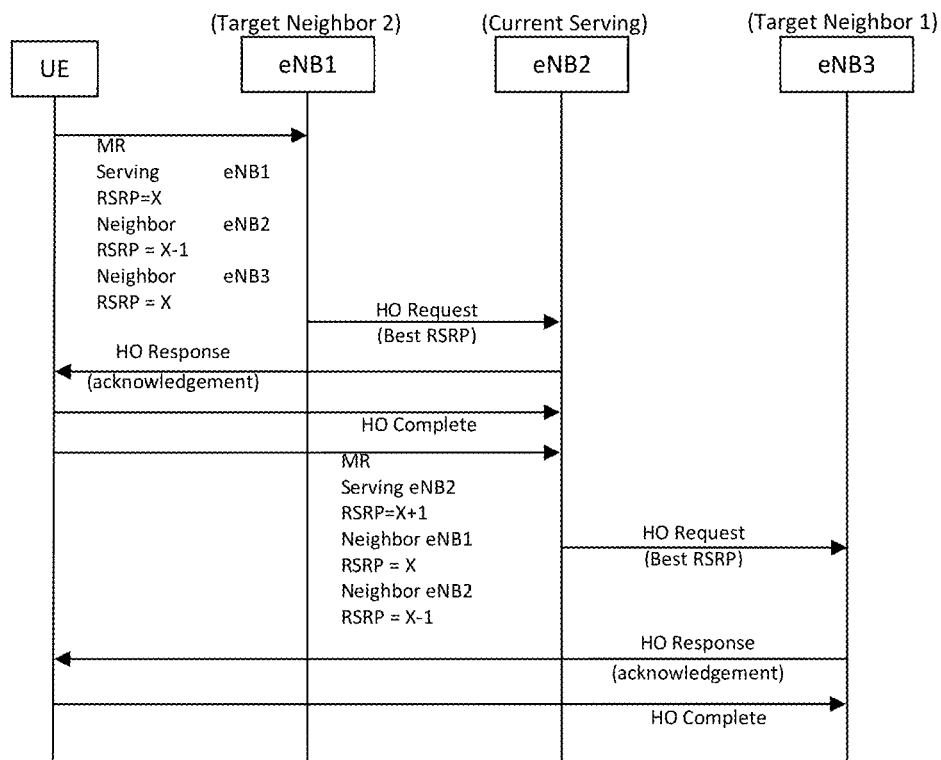 (Target Neighbor 2) (Current Serving) (Target Neighbor 1)
UE eNB1 eNB2 eNB3
MR
Serving eNB1
RSRP=X
Neighbor eNB2
RSRP = X-1
Neighbor eNB3
RSRP = X
HO Request
(Best RSRP)
HO Response
(acknowledgement)
HO Complete
MR
Serving eNB2
RSRP=X+1
Neighbor eNB1
RSRP = X
Neighbor eNB2
RSRP = X-1
HO Request
(Best RSRP)
HO Response
(acknowledgement)
HO Complete